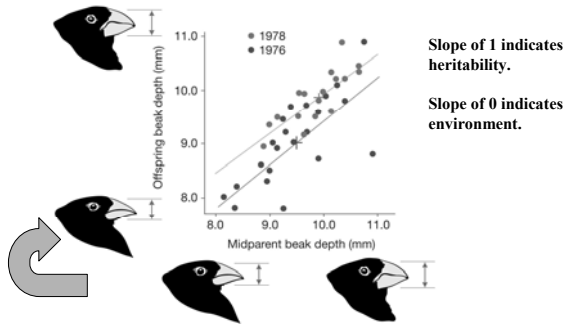 1978
1976
Offspring beak depth (mm)
11.0
10.0
9.0
8.0
8.0 9.0 10.0 11.0
Midparent beak depth (mm)
Slope of 1 indicates
heritability.
Slope of 0 indicates
environment.